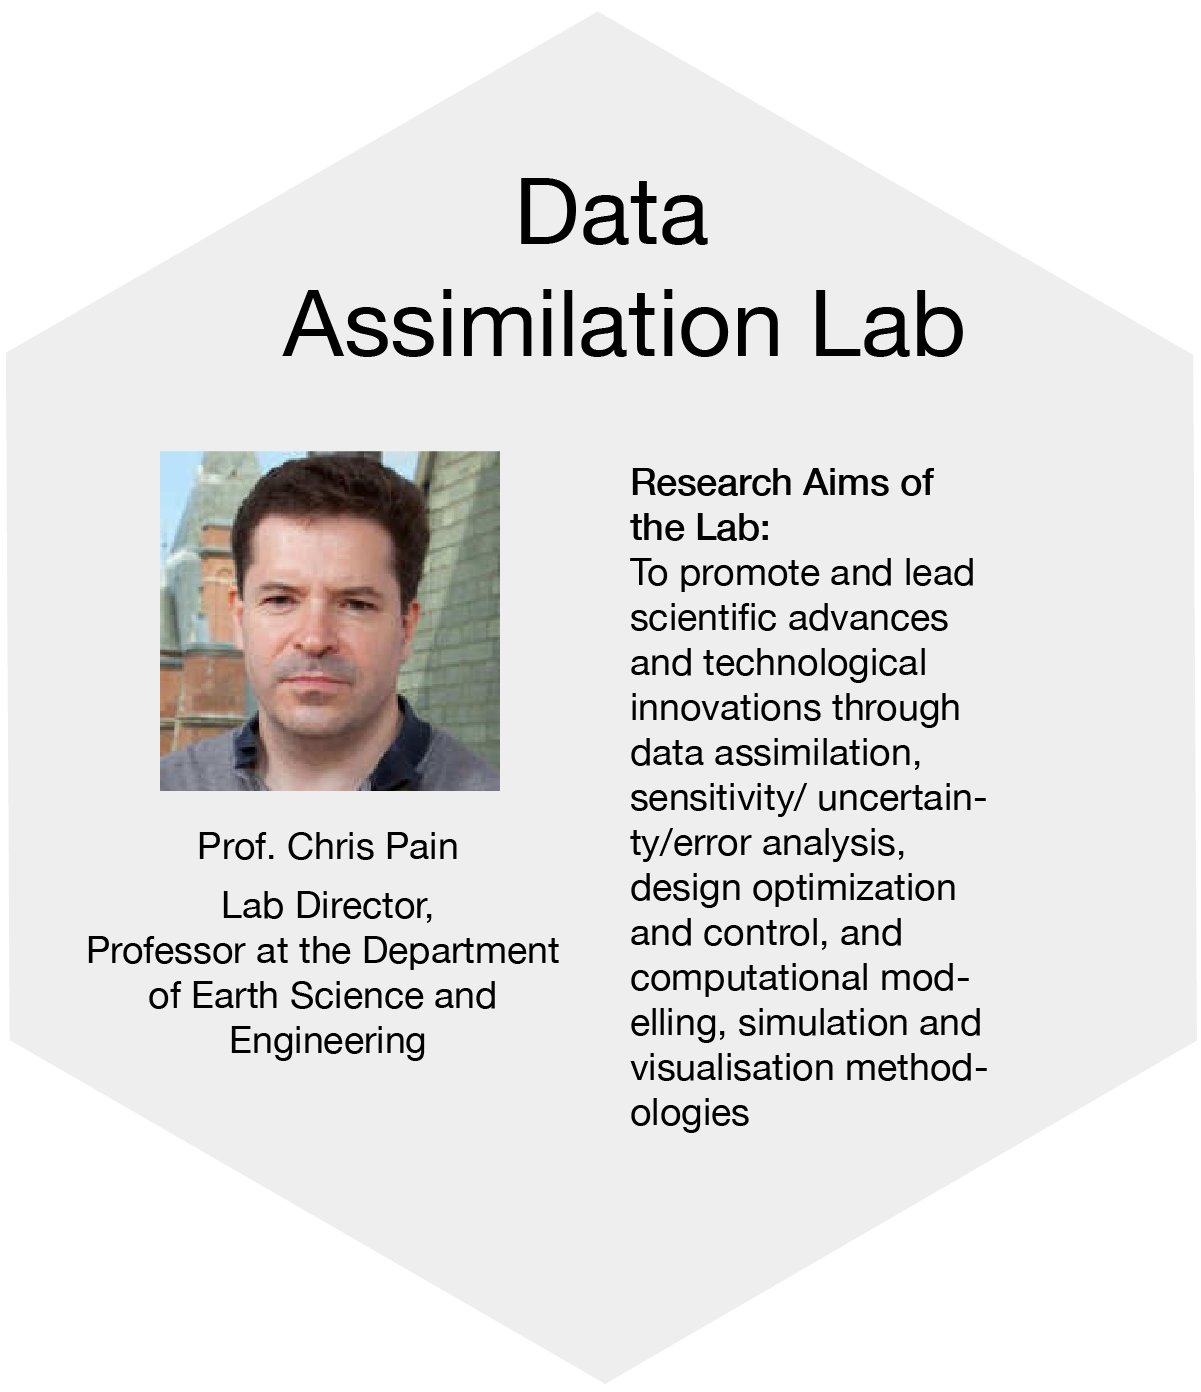 Data
Assimilation Lab
Prof. Chris Pain
Lab Director,
Professor at the Department
of Earth Science and
Engineering
Research Aims of
the Lab:
To promote and lead
scientific advances
and technological
innovations through
data assimilation,
sensitivity/ uncertain-
ty/error analysis,
design optimization
and control, and
computational mod-
elling, simulation and
visualisation method-
ologies